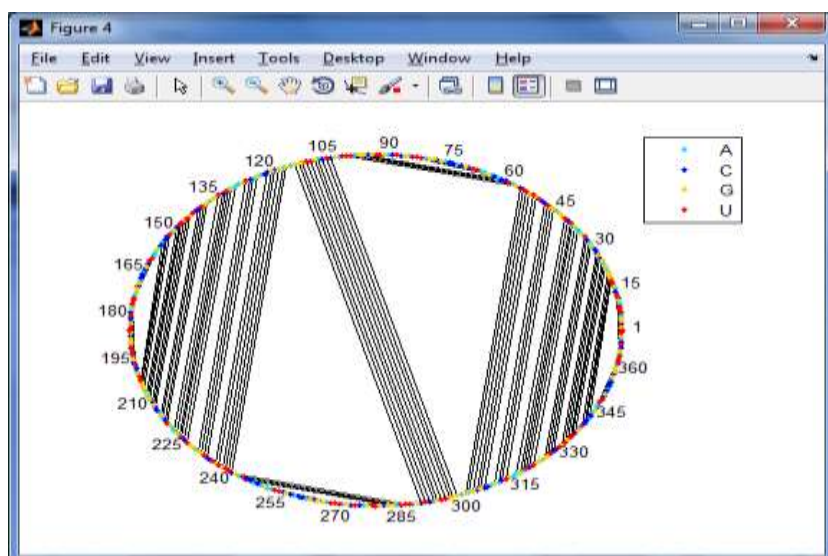 Figure 4
File Edit View Insert Tools Desktop Window Help
105 90 75
120 60
135 45
150 30
165 15
180 1
195 360
210 345
225 330
240 315
255 300
270 285
A
C
G
U